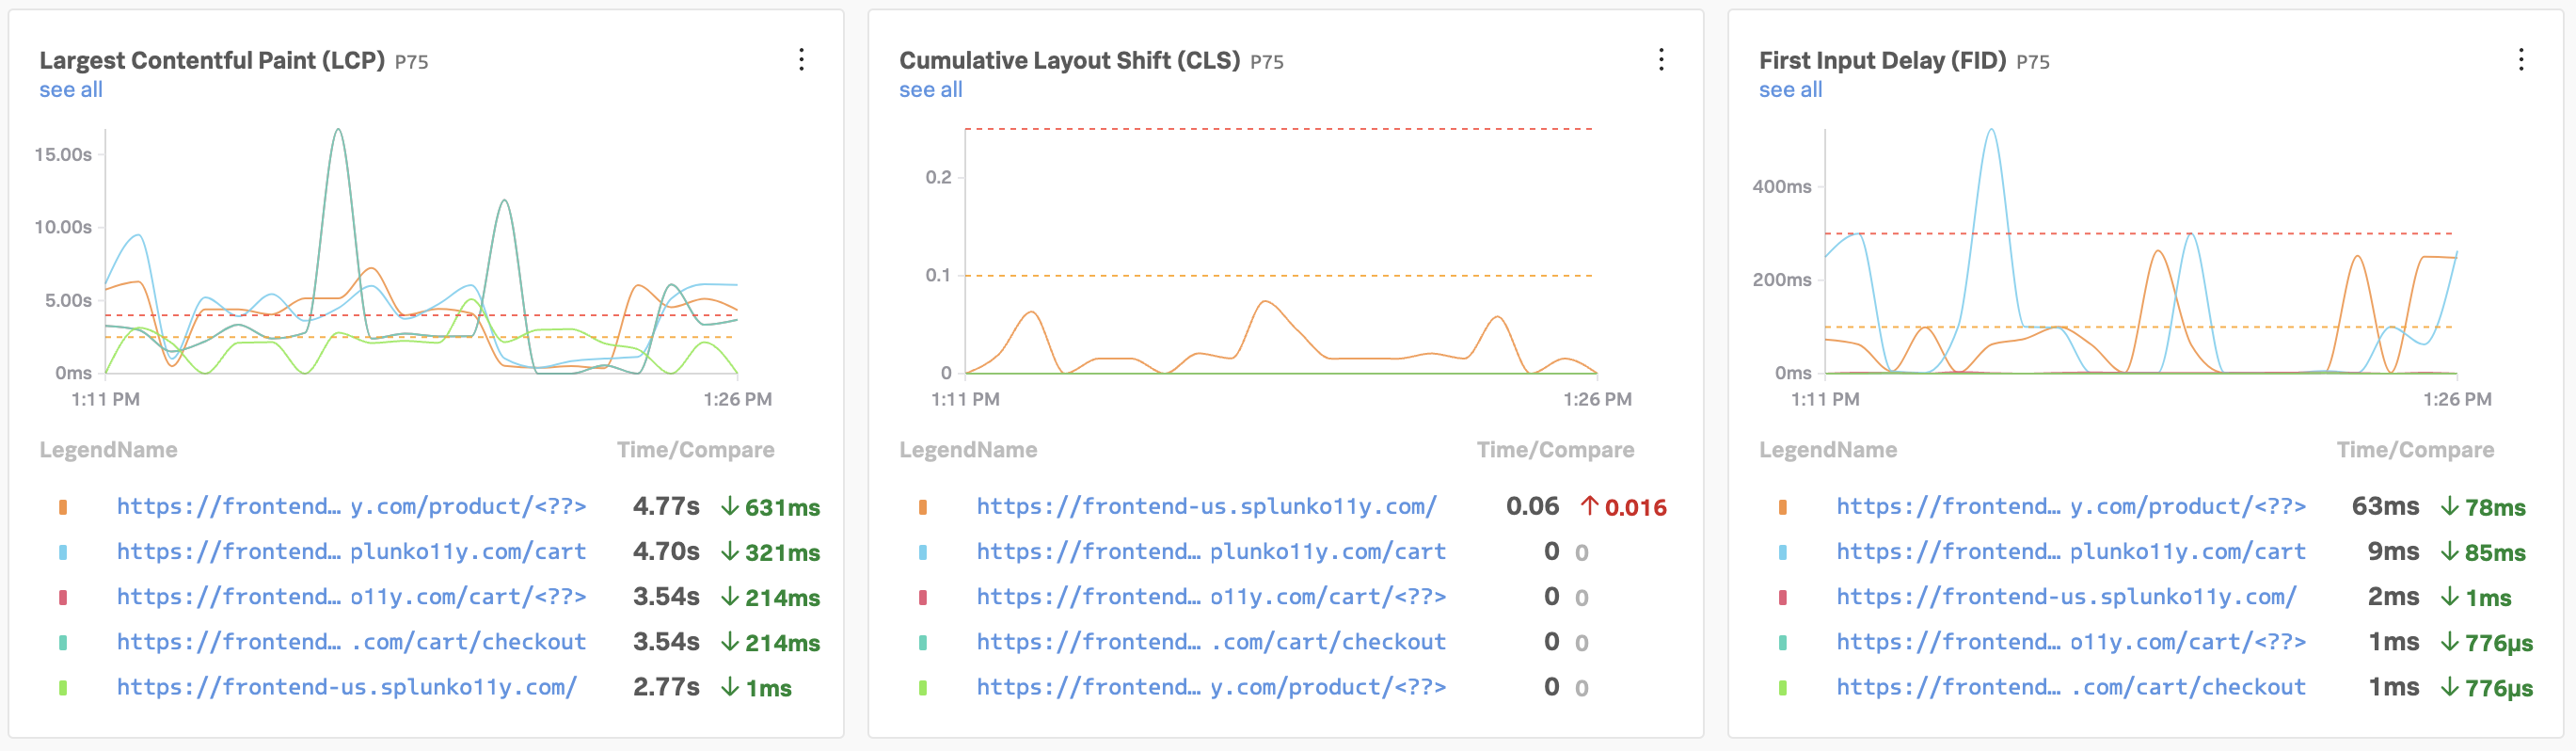 Largest Contentful Paint (LCP) P75
see all
15.00s
10.00s
5.00s
0ms
1:11 PM 1:26 PM
LegendName Time/Compare
https://frontend… y.com/product/<??> 4.77s ↓631ms
https://frontend… plunko11y.com/cart 4.70s ↓321ms
https://frontend… o11y.com/cart/<??> 3.54s ↓214ms
https://frontend… .com/cart/checkout 3.54s ↓214ms
https://frontend-us.splunko11y.com/ 2.77s ↓1ms
Cumulative Layout Shift (CLS) P75
see all
0.2
0.1
0
1:11 PM 1:26 PM
LegendName Time/Compare
https://frontend-us.splunko11y.com/ 0.06 ↑0.016
https://frontend… plunko11y.com/cart 0 0
https://frontend… o11y.com/cart/<??> 0 0
https://frontend… .com/cart/checkout 0 0
https://frontend… y.com/product/<??> 0 0
First Input Delay (FID) P75
see all
400ms
200ms
0ms
1:11 PM 1:26 PM
LegendName Time/Compare
https://frontend… y.com/product/<??> 63ms ↓78ms
https://frontend… plunko11y.com/cart 9ms ↓85ms
https://frontend-us.splunko11y.com/ 2ms ↓1ms
https://frontend… o11y.com/cart/<??> 1ms ↓776µs
https://frontend… .com/cart/checkout 1ms ↓776µs